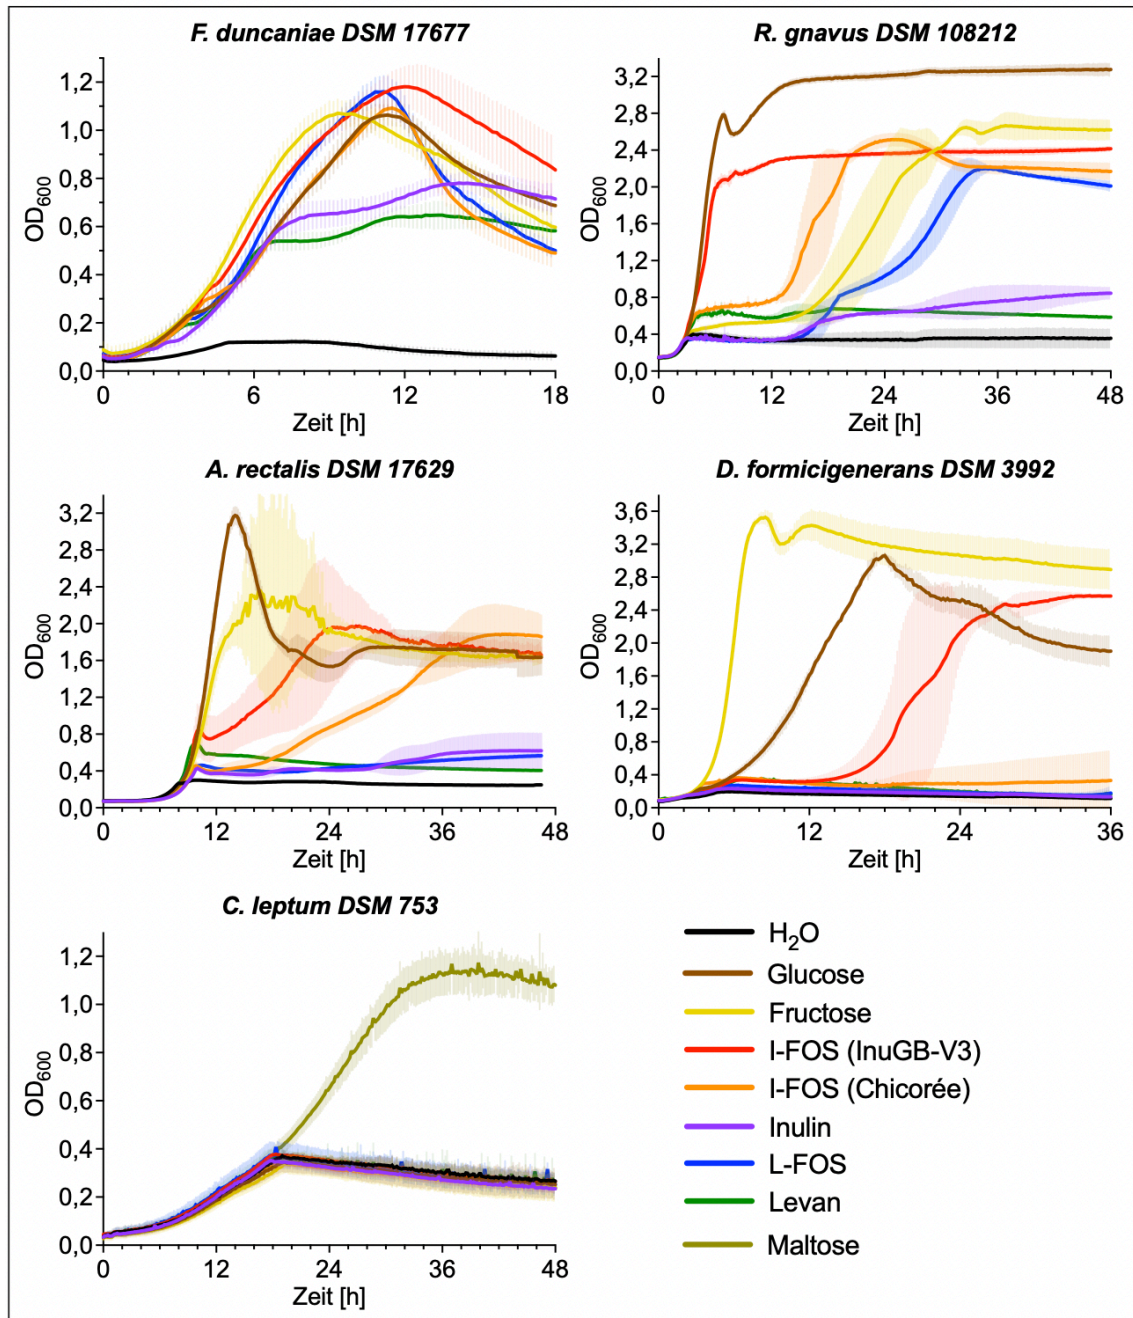 F. duncaniae DSM 17677
1,2
1,0
0,8
0,6
0,4
0,2
0,0
OD600
0 6 12 18
Zeit [h]
R. gnavus DSM 108212
3,2
2,8
2,4
2,0
1,6
1,2
0,8
0,4
0,0
OD600
0 12 24 36 48
Zeit [h]
A. rectalis DSM 17629
3,2
2,8
2,4
2,0
1,6
1,2
0,8
0,4
0,0
OD600
0 12 24 36 48
Zeit [h]
D. formicigenerans DSM 3992
3,6
3,2
2,8
2,4
2,0
1,6
1,2
0,8
0,4
0,0
OD600
0 12 24 36
Zeit [h]
C. leptum DSM 753
1,2
1,0
0,8
0,6
0,4
0,2
0,0
OD600
0 12 24 36 48
Zeit [h]
H2O
Glucose
Fructose
I-FOS (InuGB-V3)
I-FOS (Chicorée)
Inulin
L-FOS
Levan
Maltose